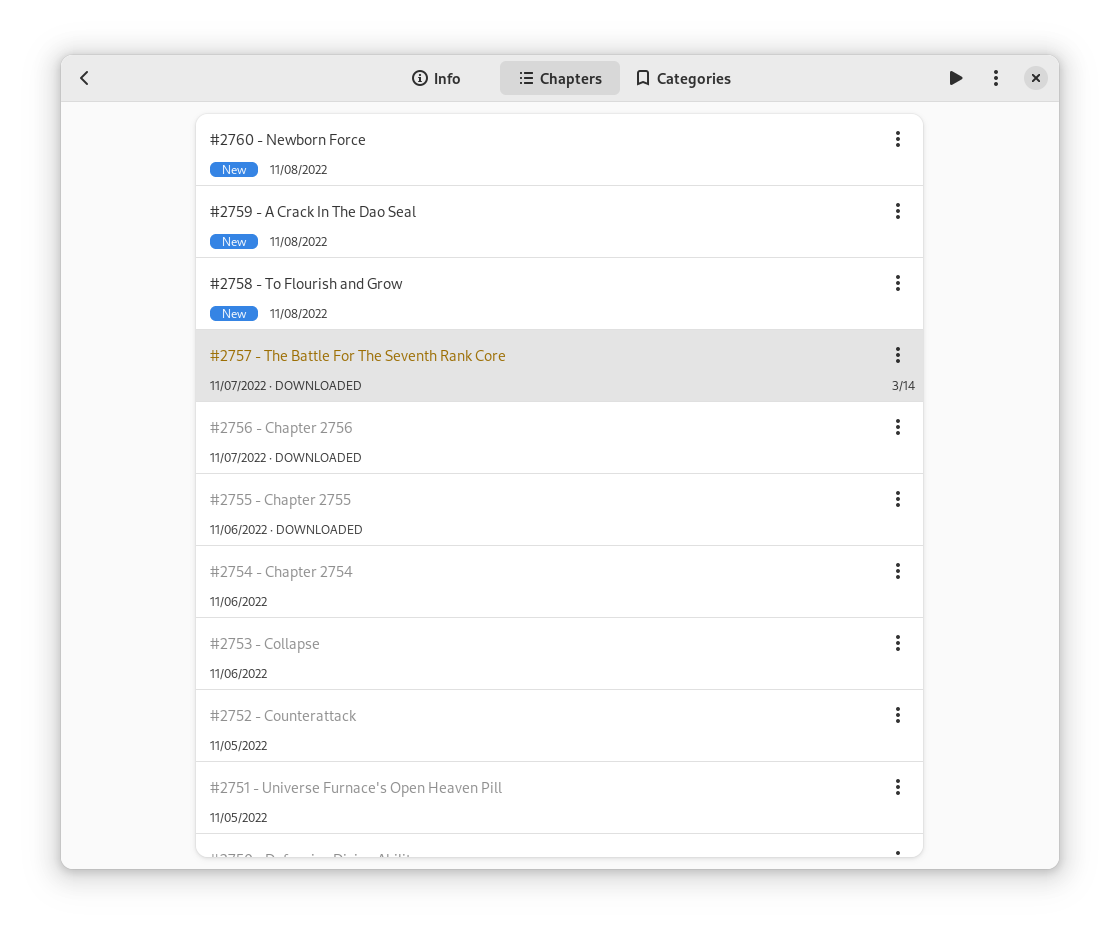 Info Chapters Categories
#2760 - Newborn Force
New 11/08/2022
#2759 - A Crack In The Dao Seal
New 11/08/2022
#2758 - To Flourish and Grow
New 11/08/2022
#2757 - The Battle For The Seventh Rank Core
11/07/2022 · DOWNLOADED 3/14
#2756 - Chapter 2756
11/07/2022 · DOWNLOADED
#2755 - Chapter 2755
11/06/2022 · DOWNLOADED
#2754 - Chapter 2754
11/06/2022
#2753 - Collapse
11/06/2022
#2752 - Counterattack
11/05/2022
#2751 - Universe Furnace's Open Heaven Pill
11/05/2022